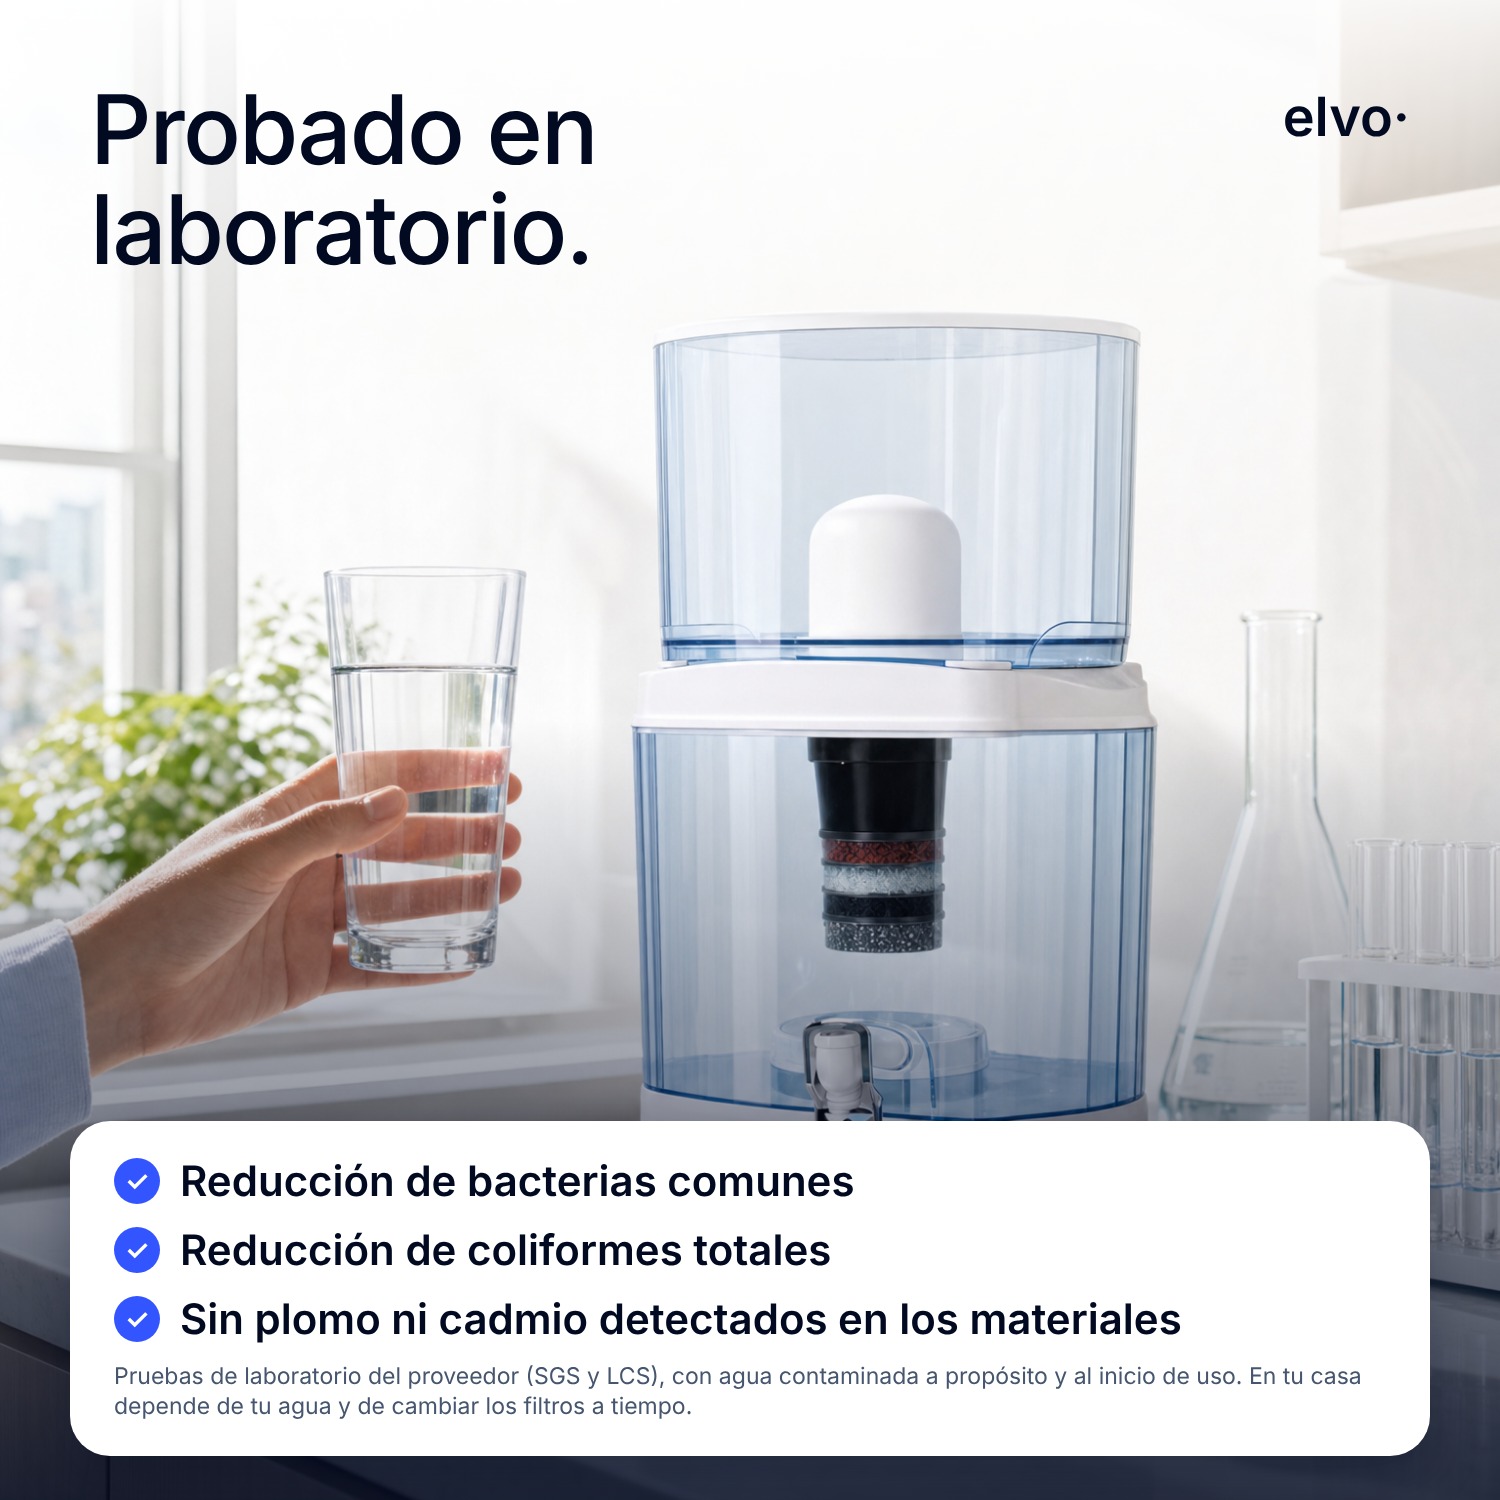 Probado en
laboratorio.
elvo·
Reducción de bacterias comunes
Reducción de coliformes totales
Sin plomo ni cadmio detectados en los materiales
Pruebas de laboratorio del proveedor (SGS y LCS), con agua contaminada a propósito y al inicio de uso. En tu casa
depende de tu agua y de cambiar los filtros a tiempo.